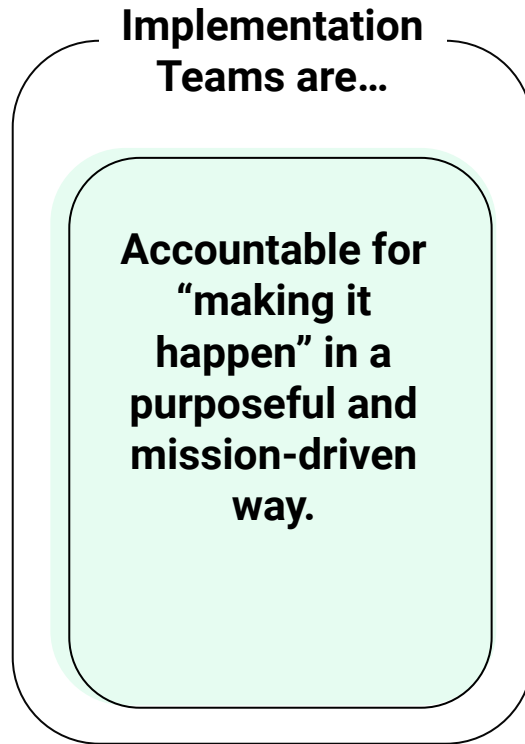 Implementation
Teams are…
Accountable for
“making it
happen” in a
purposeful and
mission-driven
way.